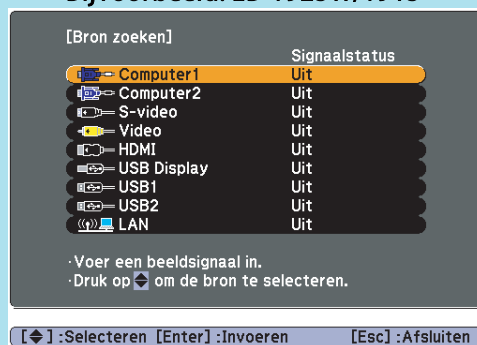 [Bron zoeken]
Signaalstatus
Computer1 Uit
Computer2 Uit
S-video Uit
Video Uit
HDMI Uit
USB Display Uit
USB1 Uit
USB2 Uit
LAN Uit
·Voer een beeldsignaal in.
·Druk op om de bron te selecteren.
[◆] :Selecteren [Enter] :Invoeren [Esc] :Afsluiten